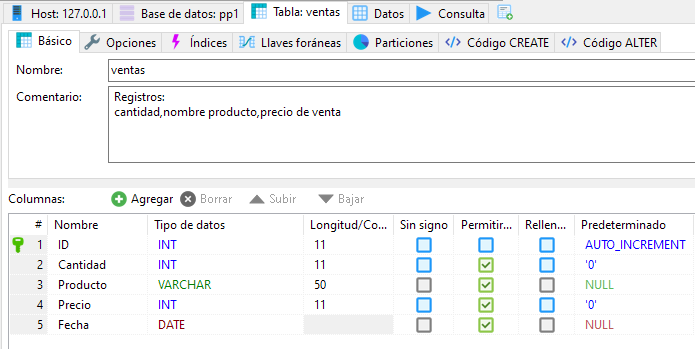 Host: 127.0.0.1 Base de datos: pp1 Tabla: ventas Datos Consulta
Básico Opciones Índices Llaves foráneas Particiones Código CREATE Código ALTER
Nombre: ventas
Comentario: Registros:
cantidad,nombre producto,precio de venta
Columnas: Agregar Borrar Subir Bajar
# Nombre Tipo de datos Longitud/Co... Sin signo Permitir... Rellen... Predeterminado
1 ID INT 11 AUTO_INCREMENT
2 Cantidad INT 11 '0'
3 Producto VARCHAR 50 NULL
4 Precio INT 11 '0'
5 Fecha DATE NULL